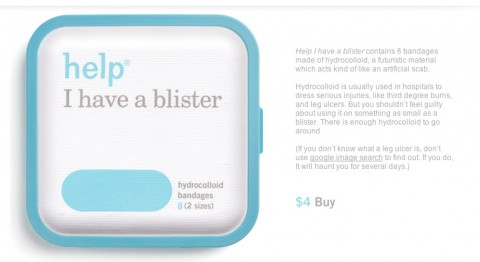 help®
I have a blister
hydrocolloid
bandages
8 (2 sizes)
Help I have a blister contains 8 bandages
made of hydrocolloid, a futuristic material
which acts kind of like an artificial scab.
Hydrocolloid is usually used in hospitals to
dress serious injuries, like third degree burns,
and leg ulcers. But you shouldn't feel guilty
about using it on something as small as a
blister. There is enough hydrocolloid to go
around
(If you don't know what a leg ulcer is, don't
use google image search to find out. If you do,
It will haunt you for several days.)
$4 Buy